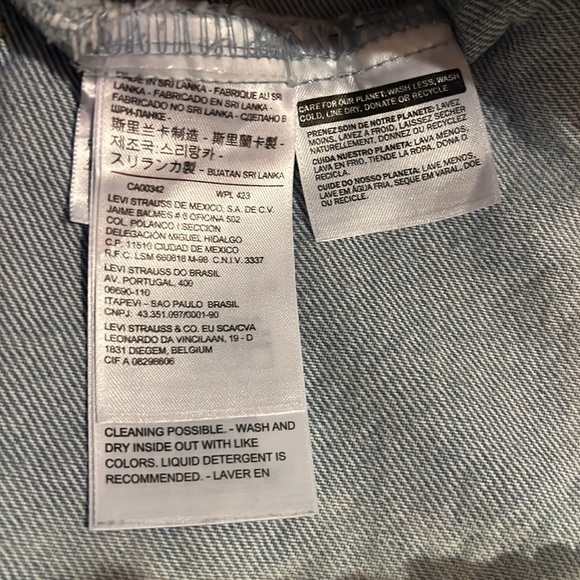 MADE IN SRI LANKA - FABRIQUE AU SRI
LANKA - FABRICADO EN SRI LANKA -
FABRICADO NO SRI LANKA - СДЕЛАНО В
ШРИ-ЛАНКЕ -
斯里兰卡制造 - 斯里蘭卡製 -
제조국: 스리랑카 -
スリランカ製 - BUATAN SRI LANKA
CA00342 WPL 423
LEVI STRAUSS DE MEXICO, S.A. DE C.V.
JAIME BALMES # 8 OFICINA 502
COL. POLANCO I SECCION
DELEGACIÓN MIGUEL HIDALGO
C.P. 11510 CIUDAD DE MEXICO
R.F.C. LSM 660818 M-98 C.N.I.V. 3337
LEVI STRAUSS DO BRASIL
AV. PORTUGAL, 400
06690-110
ITAPEVI - SAO PAULO BRASIL
CNPJ: 43.351.097/0001-90
LEVI STRAUSS & CO. EU SCA/CVA
LEONARDO DA VINCILAAN, 19 - D
1831 DIEGEM, BELGIUM
CIF A 08298806
CLEANING POSSIBLE. - WASH AND
DRY INSIDE OUT WITH LIKE
COLORS. LIQUID DETERGENT IS
RECOMMENDED. - LAVER EN
CARE FOR OUR PLANET: WASH LESS, WASH
COLD, LINE DRY, DONATE OR RECYCLE
PRENEZ SOIN DE NOTRE PLANÈTE: LAVEZ
MOINS, LAVEZ À FROID, LAISSEZ SÉCHER
NATURELLEMENT, DONNEZ OU RECYCLEZ
CUIDA NUESTRO PLANETA: LAVA MENOS,
LAVA EN FRIO, TIENDE LA ROPA, DONA O
RECICLA.
CUIDE DO NOSSO PLANETA: LAVE MENOS,
LAVE EM ÁGUA FRIA, SEQUE EM VARAL, DOE
OU RECICLE.